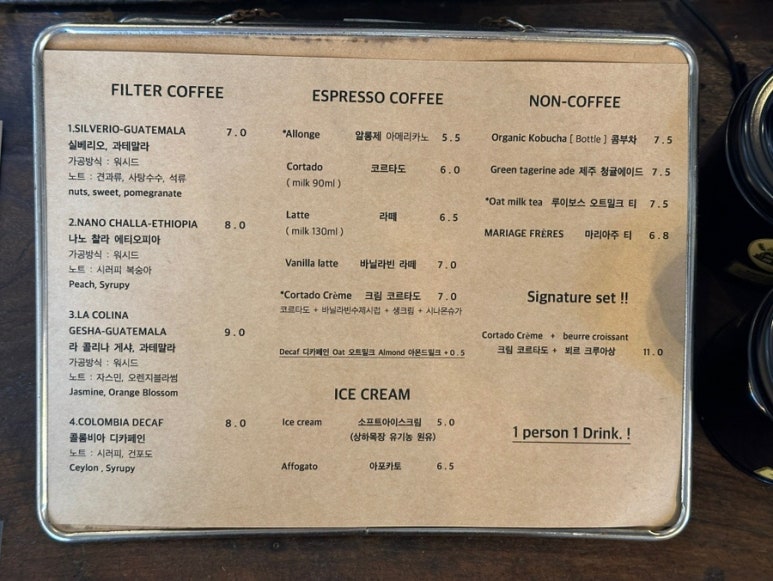 FILTER COFFEE
1.SILVERIO-GUATEMALA 7.0
실베리오, 과테말라
가공방식 : 워시드
노트 : 견과류, 사탕수수, 석류
nuts, sweet, pomegranate
2.NANO CHALLA-ETHIOPIA 8.0
나노 찰라 에티오피아
가공방식 : 워시드
노트 : 시러피 복숭아
Peach, Syrupy
3.LA COLINA
GESHA-GUATEMALA 9.0
라 콜리나 게샤, 과테말라
가공방식 : 워시드
노트 : 자스민, 오렌지블라썸
Jasmine, Orange Blossom
4.COLOMBIA DECAF 8.0
콜롬비아 디카페인
노트 : 시러피, 건포도
Ceylon , Syrupy
ESPRESSO COFFEE
*Allonge 알롱제 아메리카노 5.5
Cortado 코르타도 6.0
( milk 90ml )
Latte 라떼 6.5
( milk 130ml )
Vanilla latte 바닐라빈 라떼 7.0
*Cortado Crème 크림 코르타도 7.0
코르타도 + 바닐라빈수제시럽 + 생크림 + 시나몬슈가
Decaf 디카페인 Oat 오트밀크 Almond 아몬드밀크 +0.5
ICE CREAM
Ice cream 소프트아이스크림 5.0
(상하목장 유기농 원유)
Affogato 아포카토 6.5
NON-COFFEE
Organic Kobucha [ Bottle ] 콤부차 7.5
Green tagerine ade 제주 청귤에이드 7.5
*Oat milk tea 루이보스 오트밀크 티 7.5
MARIAGE FRÈRES 마리아주 티 6.8
Signature set !!
Cortado Crème + beurre croissant
크림 코르타도 + 뵈르 크루아상 11.0
1 person 1 Drink. !